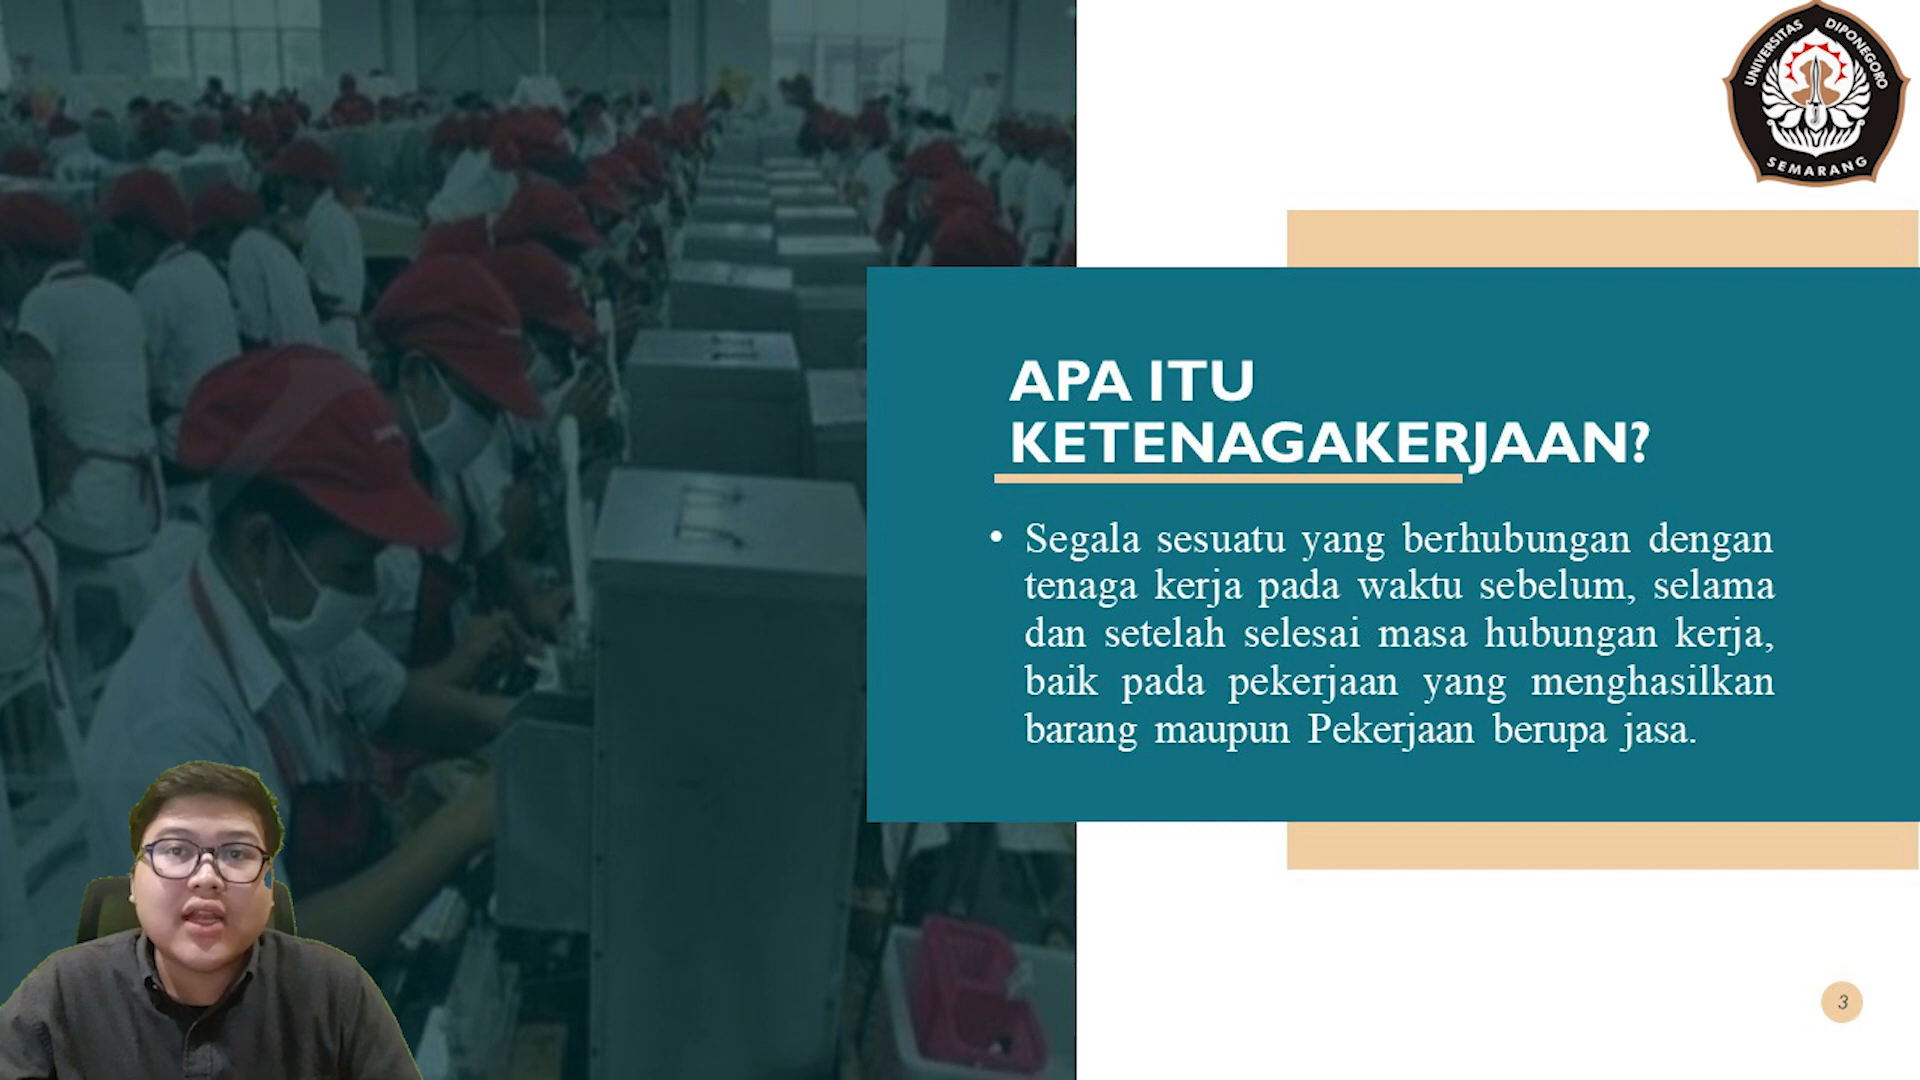 UNIVERSITAS DIPONEGORO
SEMARANG
APA ITU
KETENAGAKERJAAN?
• Segala sesuatu yang berhubungan dengan
tenaga kerja pada waktu sebelum, selama
dan setelah selesai masa hubungan kerja,
baik pada pekerjaan yang menghasilkan
barang maupun Pekerjaan berupa jasa.
3